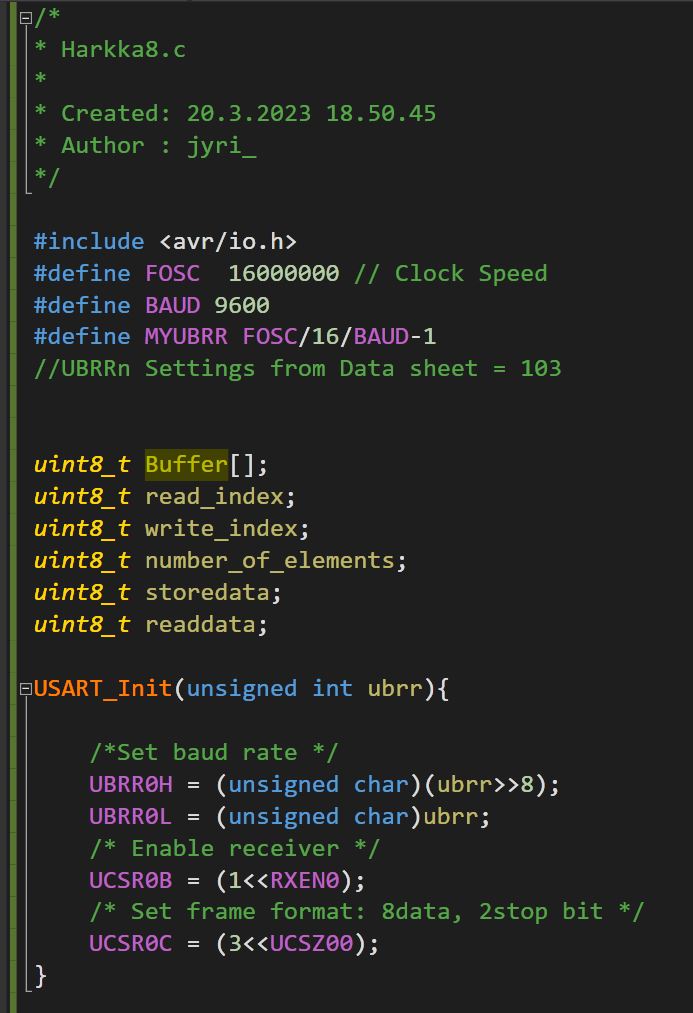 /*
* Harkka8.c
*
* Created: 20.3.2023 18.50.45
* Author : jyri_
*/
#include <avr/io.h>
#define FOSC  16000000 // Clock Speed
#define BAUD 9600
#define MYUBRR FOSC/16/BAUD-1
//UBRRn Settings from Data sheet = 103
uint8_t Buffer[];
uint8_t read_index;
uint8_t write_index;
uint8_t number_of_elements;
uint8_t storedata;
uint8_t readdata;
USART_Init(unsigned int ubrr){
/*Set baud rate */
UBRR0H = (unsigned char)(ubrr>>8);
UBRR0L = (unsigned char)ubrr;
/* Enable receiver */
UCSR0B = (1<<RXEN0);
/* Set frame format: 8data, 2stop bit */
UCSR0C = (3<<UCSZ00);
}